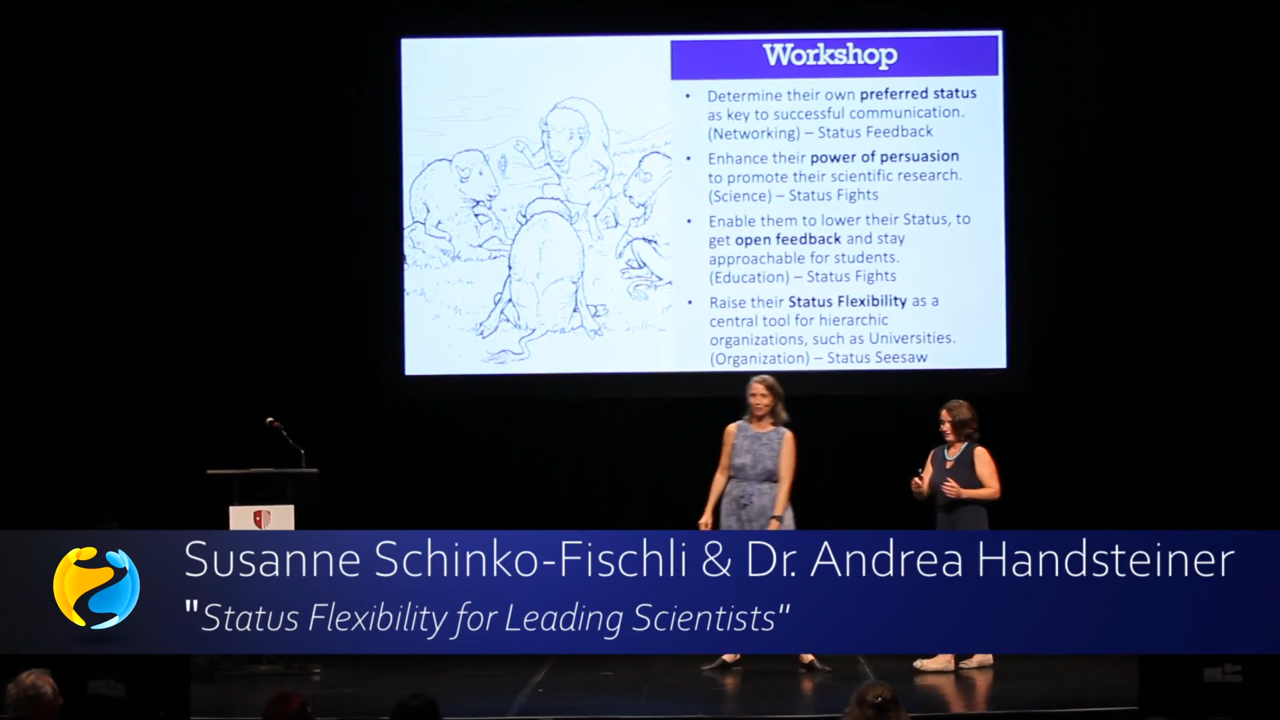 Workshop
• Determine their own preferred status
as key to successful communication.
(Networking) – Status Feedback
• Enhance their power of persuasion
to promote their scientific research.
(Science) – Status Fights
• Enable them to lower their Status, to
get open feedback and stay
approachable for students.
(Education) – Status Fights
• Raise their Status Flexibility as a
central tool for hierarchic
organizations, such as Universities.
(Organization) – Status Seesaw
Susanne Schinko-Fischli & Dr. Andrea Handsteiner
"Status Flexibility for Leading Scientists"